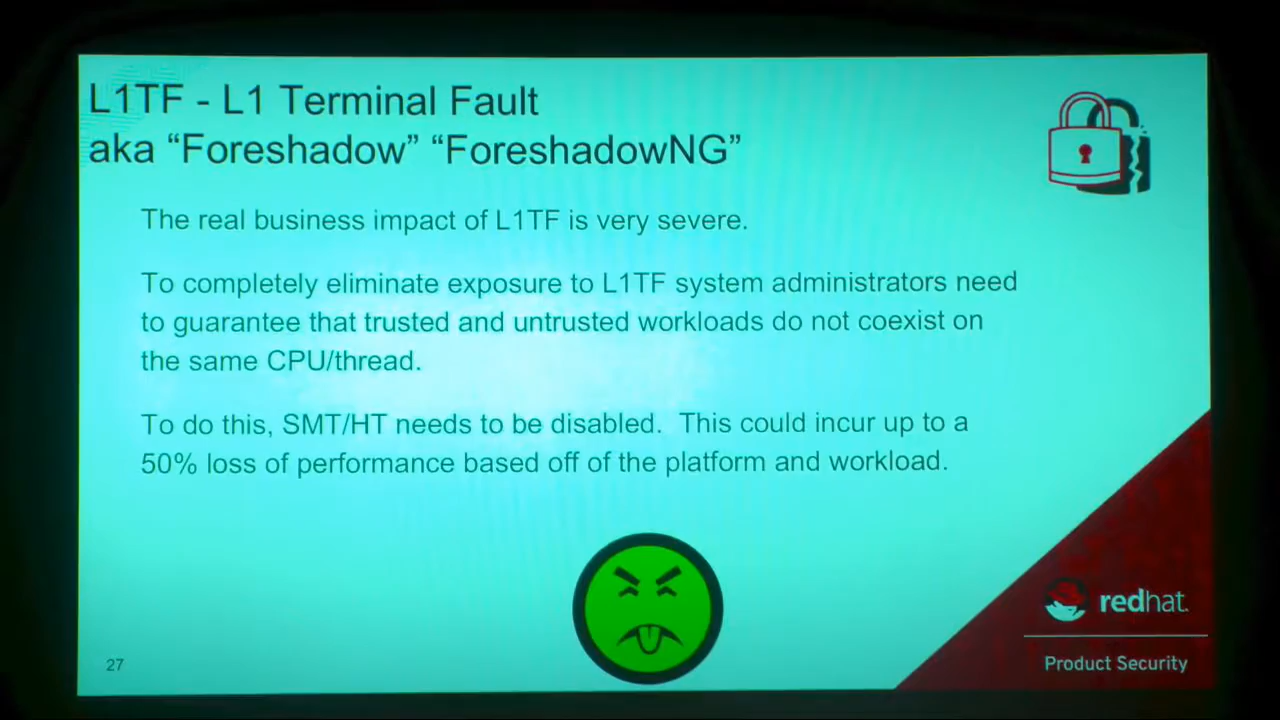 L1TF - L1 Terminal Fault
aka “Foreshadow” “ForeshadowNG”
The real business impact of L1TF is very severe.
To completely eliminate exposure to L1TF system administrators need
to guarantee that trusted and untrusted workloads do not coexist on
the same CPU/thread.
To do this, SMT/HT needs to be disabled.  This could incur up to a
50% loss of performance based off of the platform and workload.
redhat.
Product Security
27